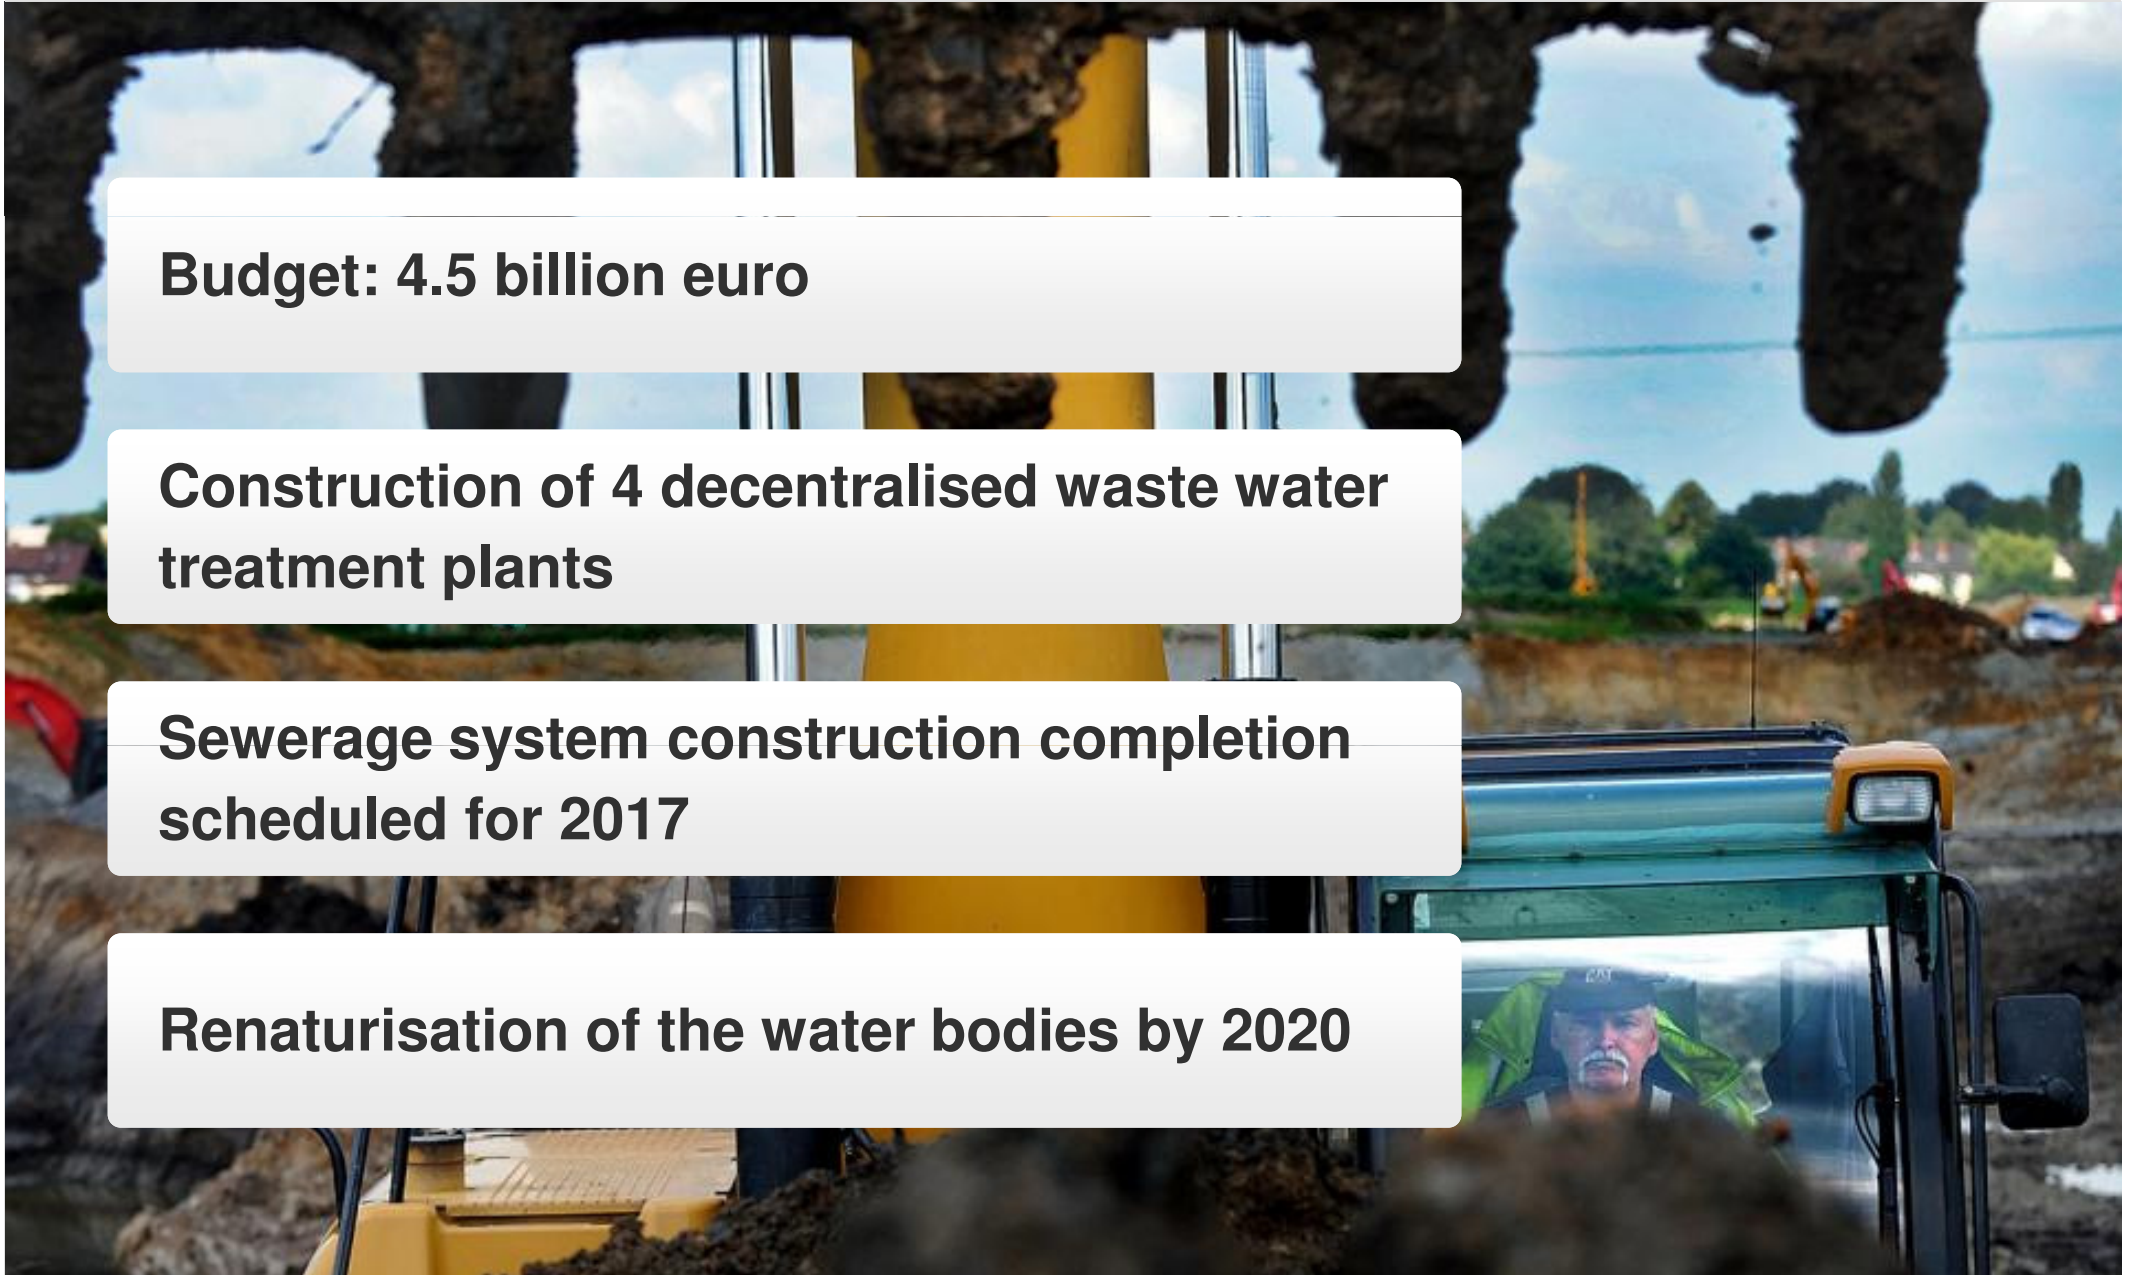 Budget: 4.5 billion euro
Construction of 4 decentralised waste water
treatment plants
Sewerage system construction completion
scheduled for 2017
Renaturisation of the water bodies by 2020
CAT